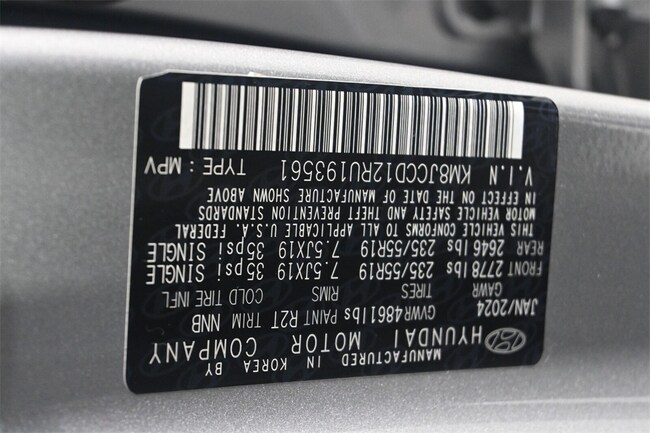 MANUFACTURED IN KOREA BY
HYUNDAI MOTOR COMPANY
JAN/2024 GVWR4861lbs PAINT R2T TRIM NNB
GAWR TIRES RIMS COLD TIRE INFL
FRONT 2778 lbs 235/55R19 7.5JX19 35psi SINGLE
REAR 2646 lbs 235/55R19 7.5JX19 35psi SINGLE
THIS VEHICLE CONFORMS TO ALL APPLICABLE U.S.A. FEDERAL
MOTOR VEHICLE SAFETY AND THEFT PREVENTION STANDARDS
IN EFFECT ON THE DATE OF MANUFACTURE SHOWN ABOVE
V.I.N KM8JCCD12RU193561 TYPE : MPV